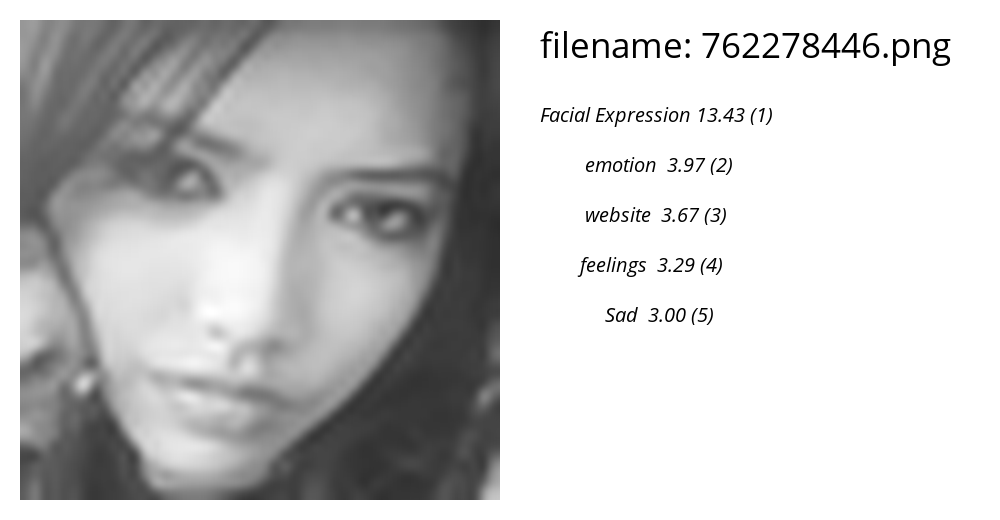 filename: 762278446.png
Facial Expression 13.43 (1)
emotion 3.97 (2)
website 3.67 (3)
feelings 3.29 (4)
Sad 3.00 (5)